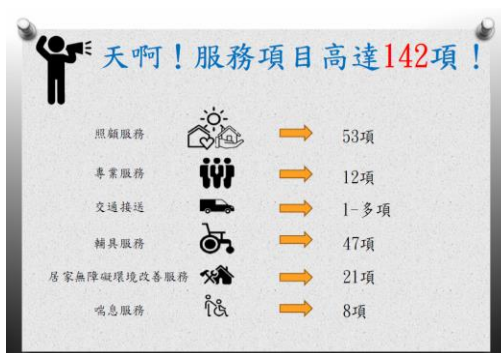 天啊！服務項目高達142項！
照顧服務 53項
專業服務 12項
交通接送 1-多項
輔具服務 47項
居家無障礙環境改善服務 21項
喘息服務 8項